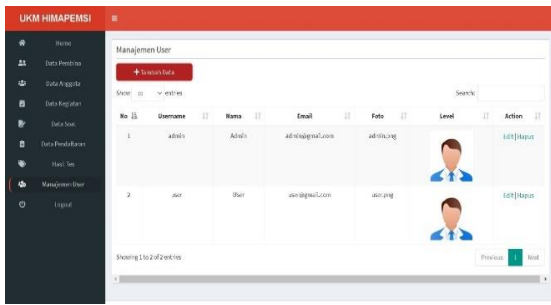 UKM HIMAPEMSI
Home
Data Pembina
Data Anggota
Data Kegiatan
Data Soal
Data Pendaftaran
Hasil Tes
Manajemen User
Logout
Manajemen User
+ Tambah Data
Show 10 entries
Search:
No Username Nama Email Foto Level Action
1 admin Admin admin@gmail.com admin.png Edit | Hapus
2 user User user@gmail.com user.png Edit | Hapus
Showing 1 to 2 of 2 entries
Previous 1 Next